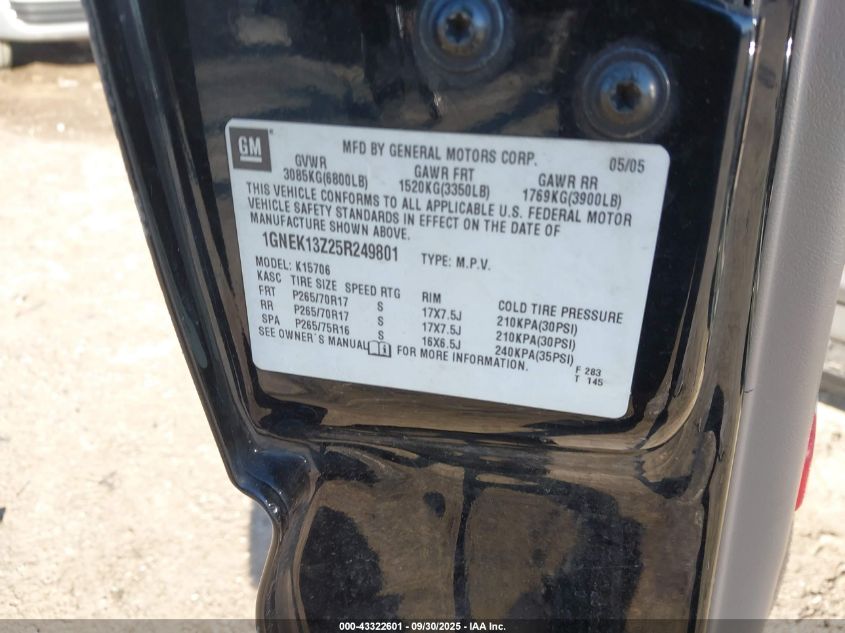 GM
MFD BY GENERAL MOTORS CORP. 05/05
GVWR GAWR FRT GAWR RR
3085KG(6800LB) 1520KG(3350LB) 1769KG(3900LB)
THIS VEHICLE CONFORMS TO ALL APPLICABLE U.S. FEDERAL MOTOR
VEHICLE SAFETY STANDARDS IN EFFECT ON THE DATE OF
MANUFACTURE SHOWN ABOVE.
1GNEK13Z25R249801 TYPE: M.P.V.
MODEL: K15706
KASC TIRE SIZE SPEED RTG RIM COLD TIRE PRESSURE
FRT P265/70R17 S 17X7.5J 210KPA(30PSI)
RR P265/70R17 S 17X7.5J 210KPA(30PSI)
SPA P265/75R16 S 16X6.5J 240KPA(35PSI)
SEE OWNER'S MANUAL FOR MORE INFORMATION.
F 283
T 145
000-43322601 - 09/30/2025 - IAA Inc.